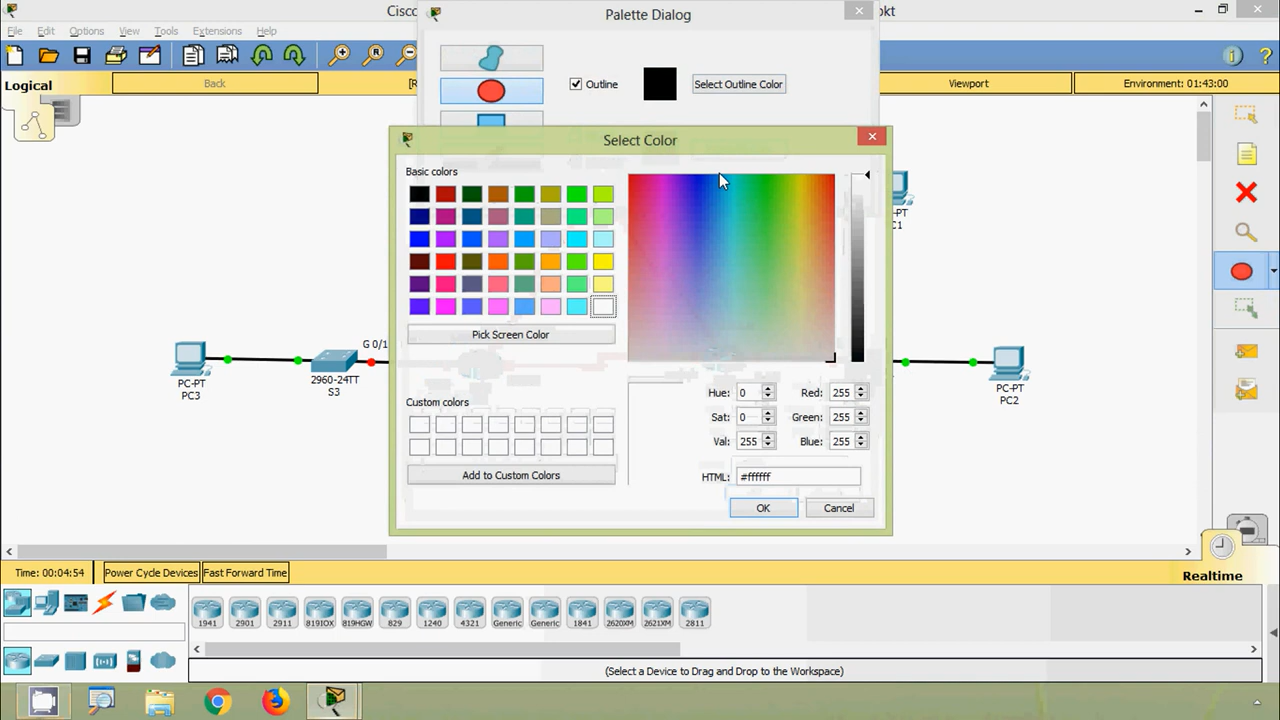 Cisc
Palette Dialog
okt
File Edit Options View Tools Extensions Help
Logical
Back
[R
Viewport
Environment: 01:43:00
Outline
Select Outline Color
Select Color
Basic colors
Pick Screen Color
Custom colors
Add to Custom Colors
Hue: 0
Red: 255
Sat: 0
Green: 255
Val: 255
Blue: 255
HTML: #ffffff
OK
Cancel
PC-PT
PC3
2960-24TT
S3
G 0/1
PT
C1
PC-PT
PC2
Time: 00:04:54
Power Cycle Devices
Fast Forward Time
Realtime
1941 2901 2911 819IOX 819HGW 829 1240 4321 Generic Generic 1841 2620XM 2621XM 2811
(Select a Device to Drag and Drop to the Workspace)